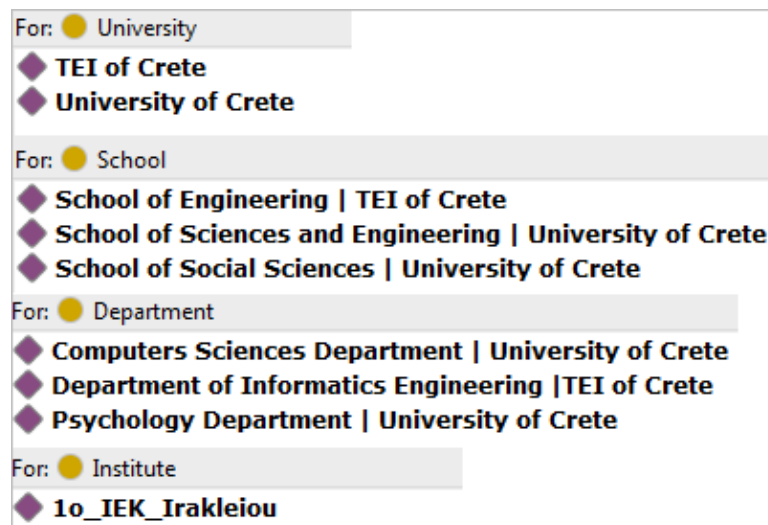 For: University
TEI of Crete
University of Crete
For: School
School of Engineering | TEI of Crete
School of Sciences and Engineering | University of Crete
School of Social Sciences | University of Crete
For: Department
Computers Sciences Department | University of Crete
Department of Informatics Engineering |TEI of Crete
Psychology Department | University of Crete
For: Institute
1o_IEK_Irakleiou